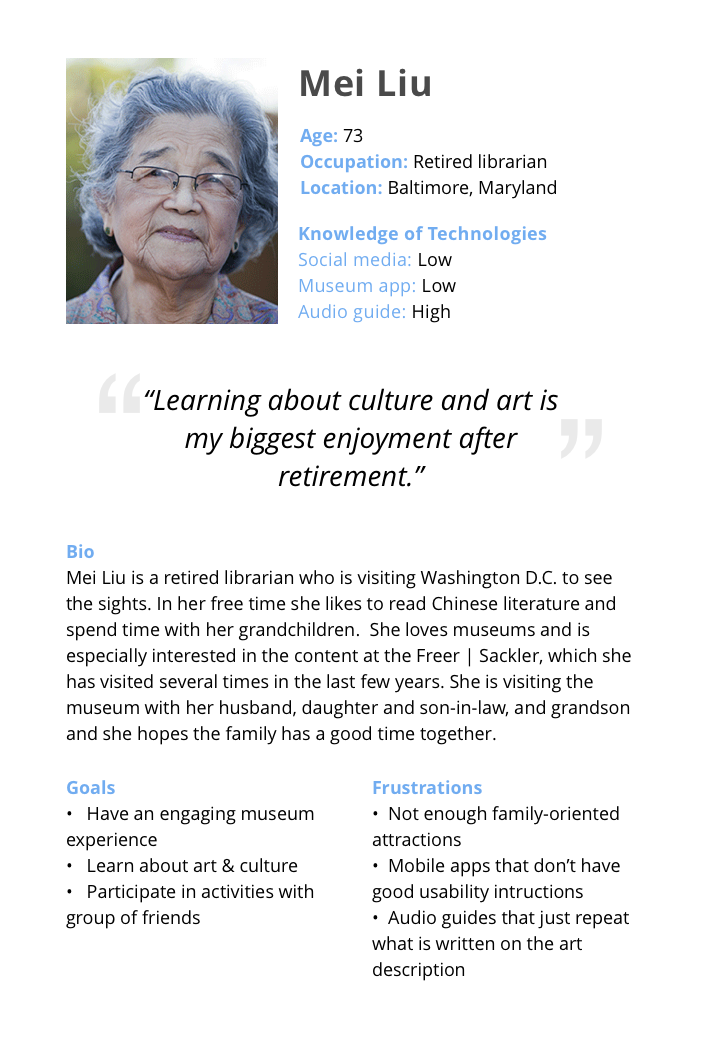 Mei Liu
Age: 73
Occupation: Retired librarian
Location: Baltimore, Maryland
Knowledge of Technologies
Social media: Low
Museum app: Low
Audio guide: High
“Learning about culture and art is
my biggest enjoyment after
retirement.”
Bio
Mei Liu is a retired librarian who is visiting Washington D.C. to see
the sights. In her free time she likes to read Chinese literature and
spend time with her grandchildren.  She loves museums and is
especially interested in the content at the Freer | Sackler, which she
has visited several times in the last few years. She is visiting the
museum with her husband, daughter and son-in-law, and grandson
and she hopes the family has a good time together.
Goals
•   Have an engaging museum
experience
•   Learn about art & culture
•   Participate in activities with
group of friends
Frustrations
•  Not enough family-oriented
attractions
•  Mobile apps that don’t have
good usability intructions
•  Audio guides that just repeat
what is written on the art
description